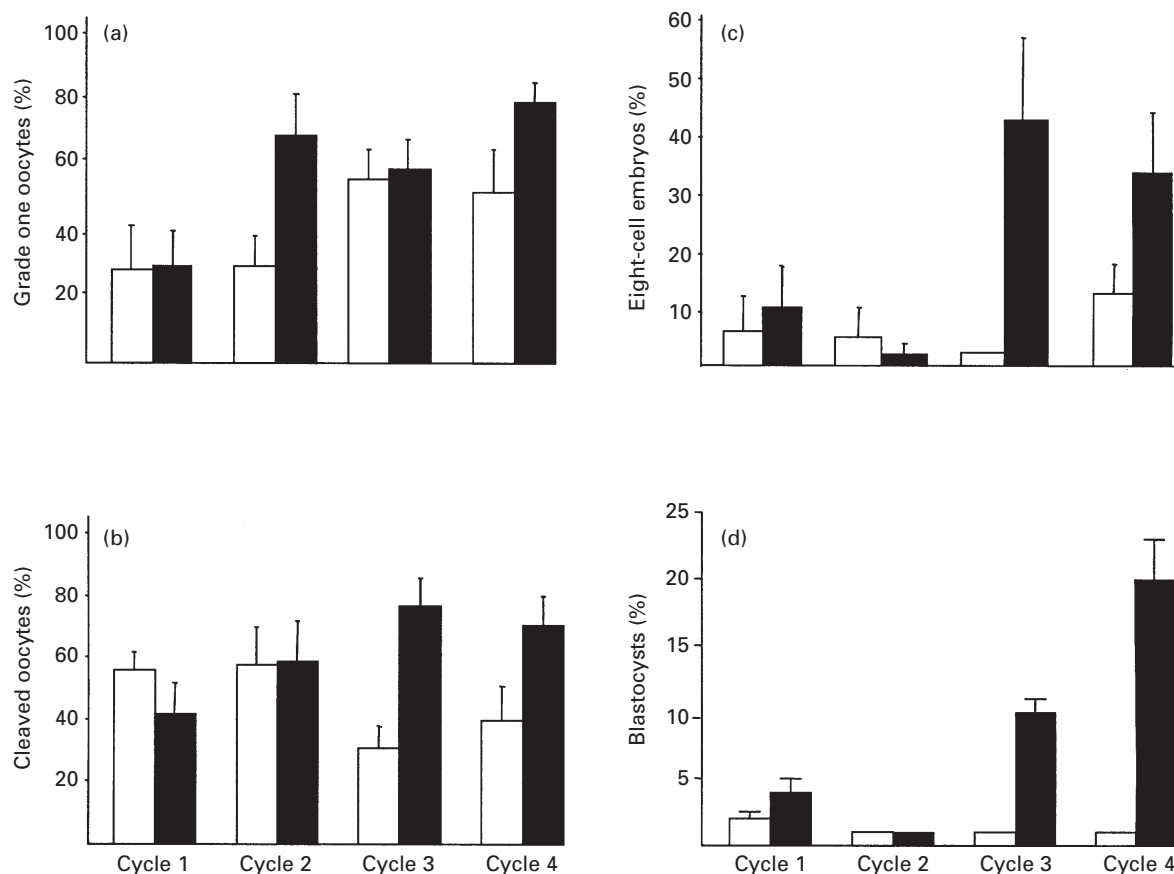 (a)
Grade one oocytes (%)
100
80
60
40
20
(c)
Eight-cell embryos (%)
60
50
40
30
20
10
(b)
Cleaved oocytes (%)
100
80
60
40
20
Cycle 1 Cycle 2 Cycle 3 Cycle 4
(d)
Blastocysts (%)
25
20
15
10
5
Cycle 1 Cycle 2 Cycle 3 Cycle 4